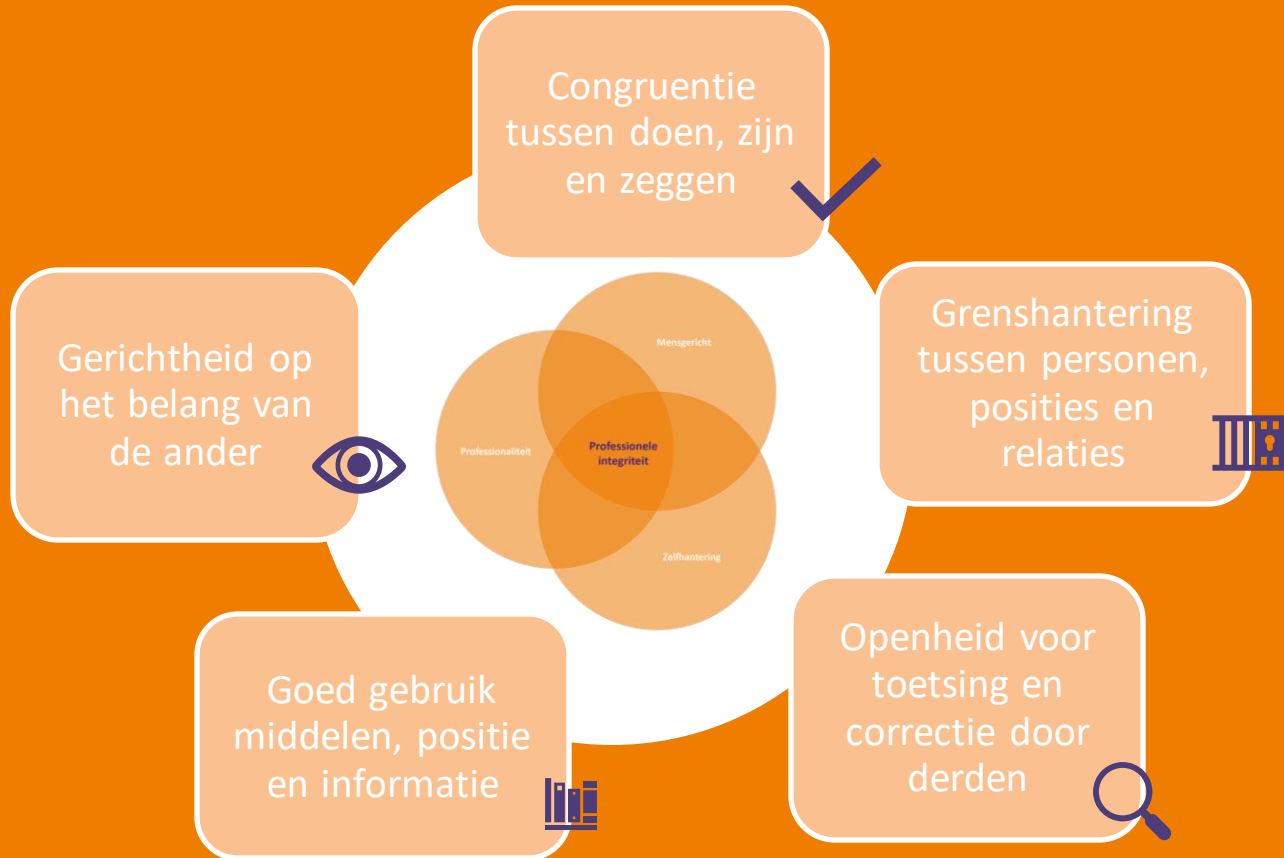 Congruentie
tussen doen, zijn
en zeggen
Grenshantering
tussen personen,
posities en
relaties
Openheid voor
toetsing en
correctie door
derden
Goed gebruik
middelen, positie
en informatie
Gerichtheid op
het belang van
de ander
Mensgericht
Professionaliteit
Professionele
integriteit
Zelfhantering